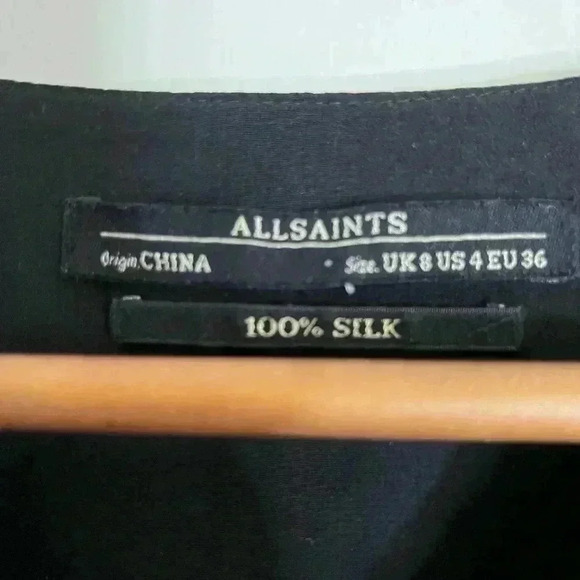 ALLSAINTS
Origin. CHINA Size. UK 8 US 4 EU 36
100% SILK